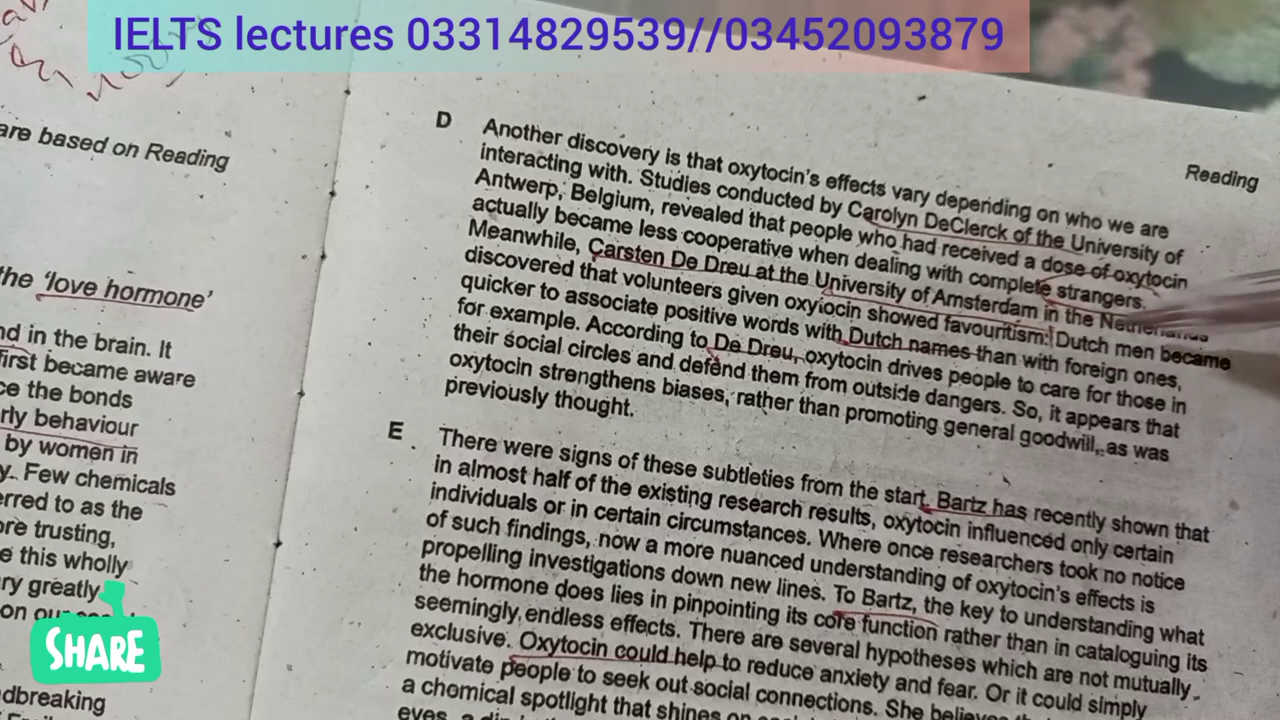 IELTS lectures 03314829539//03452093879
are based on Reading
the 'love hormone'
nd in the brain. It
first became aware
ce the bonds
rly behaviour
by women in
y. Few chemicals
erred to as the
ore trusting,
e this wholly
ry greatly
on
SHARE
dbreaking
Reading
D Another discovery is that oxytocin's effects vary depending on who we are
interacting with. Studies conducted by Carolyn DeClerck of the University of
Antwerp, Belgium, revealed that people who had received a dose of oxytocin
actually became less cooperative when dealing with complete strangers.
Meanwhile, Carsten De Dreu at the University of Amsterdam in the Netherlands
discovered that volunteers given oxytocin showed favouritism: Dutch men became
quicker to associate positive words with Dutch names than with foreign ones,
for example. According to De Dreu, oxytocin drives people to care for those in
their social circles and defend them from outside dangers. So, it appears that
oxytocin strengthens biases, rather than promoting general goodwill, as was
previously thought.
E There were signs of these subtleties from the start. Bartz has recently shown that
in almost half of the existing research results, oxytocin influenced only certain
individuals or in certain circumstances. Where once researchers took no notice
of such findings, now a more nuanced understanding of oxytocin's effects is
propelling investigations down new lines. To Bartz, the key to understanding what
the hormone does lies in pinpointing its core function rather than in cataloguing its
seemingly endless effects. There are several hypotheses which are not mutually
exclusive. Oxytocin could help to reduce anxiety and fear. Or it could simply
motivate people to seek out social connections. She believes
a chemical spotlight that shines on
eyes, a